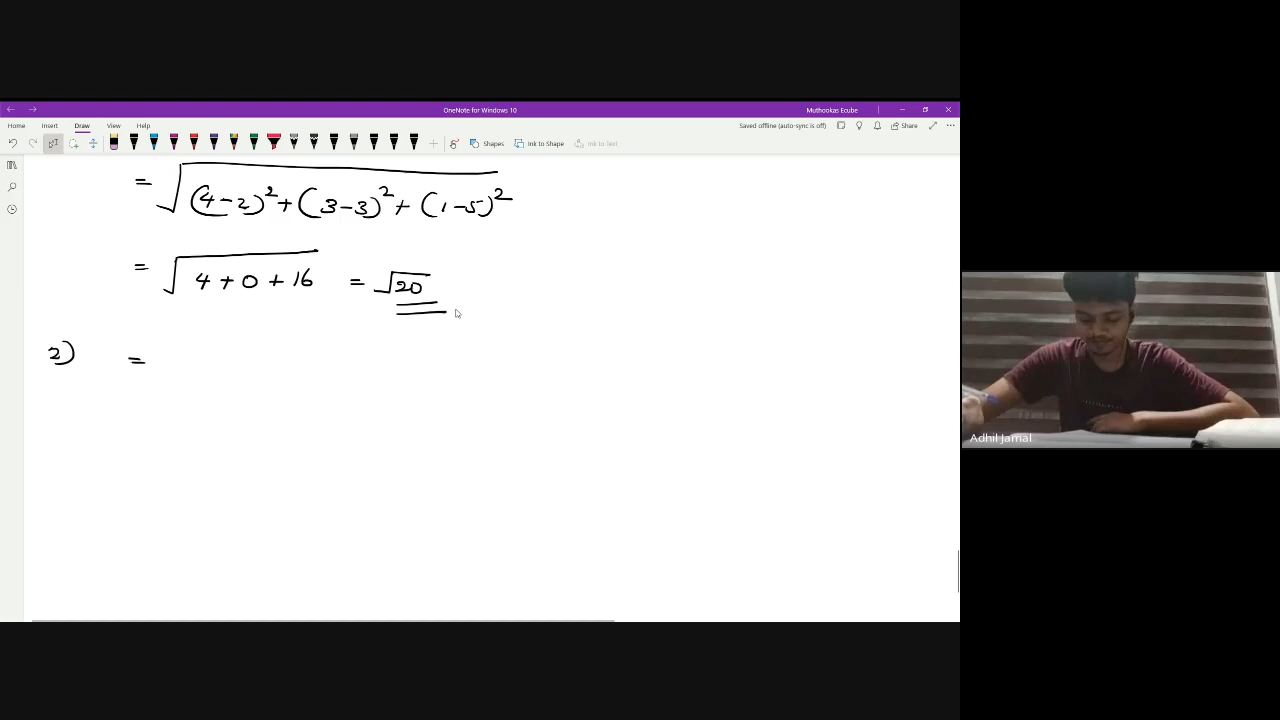 OneNote for Windows 10
Muthookas Ecube
Home Insert Draw View Help
Saved offline (auto-sync is off) Share
Shapes Ink to Shape Ink to Text
= √(4-2)² + (3-3)² + (1-5)²
= √4+0+16 = √20
2) =
Adhil Jamal